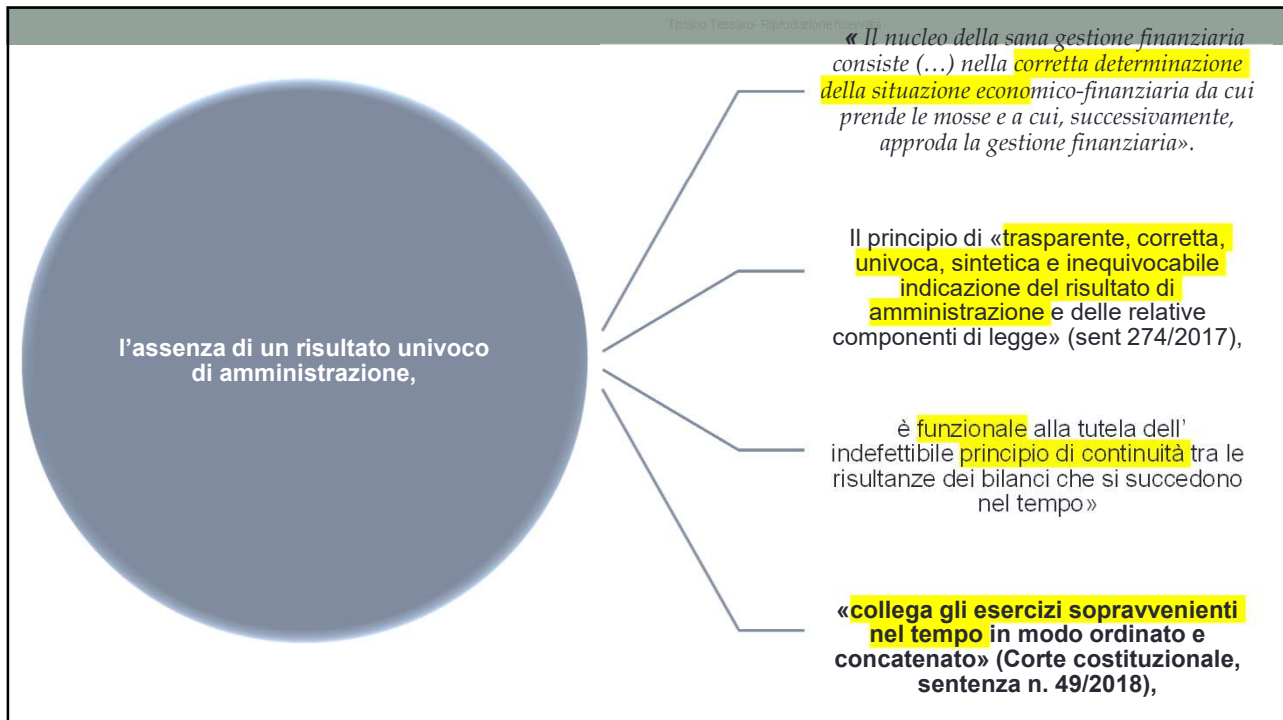 Tiziano Tessaro- Riproduzione riservata
« Il nucleo della sana gestione finanziaria
consiste (…) nella corretta determinazione
della situazione economico-finanziaria da cui
prende le mosse e a cui, successivamente,
approda la gestione finanziaria».
Il principio di «trasparente, corretta,
univoca, sintetica e inequivocabile
indicazione del risultato di
amministrazione e delle relative
componenti di legge» (sent 274/2017),
l’assenza di un risultato univoco
di amministrazione,
è funzionale alla tutela dell’
indefettibile principio di continuità tra le
risultanze dei bilanci che si succedono
nel tempo»
«collega gli esercizi sopravvenienti
nel tempo in modo ordinato e
concatenato» (Corte costituzionale,
sentenza n. 49/2018),